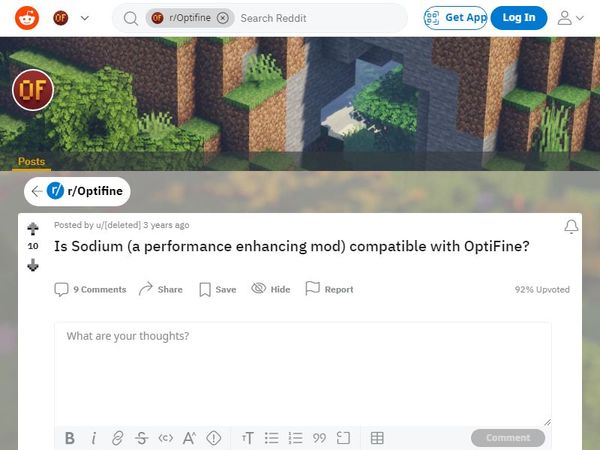 OF r/Optifine Search Reddit Get App Log In
OF
Posts
r/ r/Optifine
Posted by u/[deleted] 3 years ago
10 Is Sodium (a performance enhancing mod) compatible with OptiFine?
9 Comments Share Save Hide Report 92% Upvoted
What are your thoughts?
B i S <c> A T 99 Comment